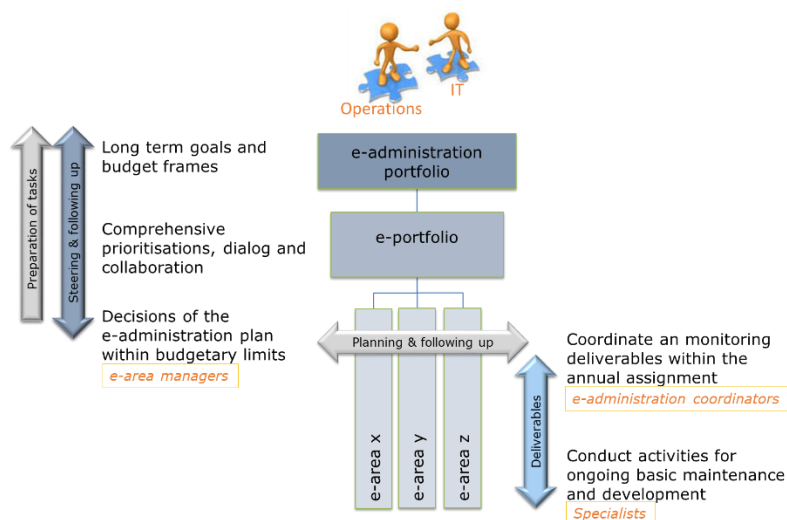 Operations
IT
e-administration
portfolio
Long term goals and
budget frames
e-portfolio
Comprehensive
prioritisations, dialog and
collaboration
Preparation of tasks
Steering & following up
Decisions of the
e-administration plan
within budgetary limits
e-area managers
Planning & following up
e-area x
e-area y
e-area z
Coordinate an monitoring
deliverables within the
annual assignment
e-administration coordinators
Deliverables
Conduct activities for
ongoing basic maintenance
and development
Specialists